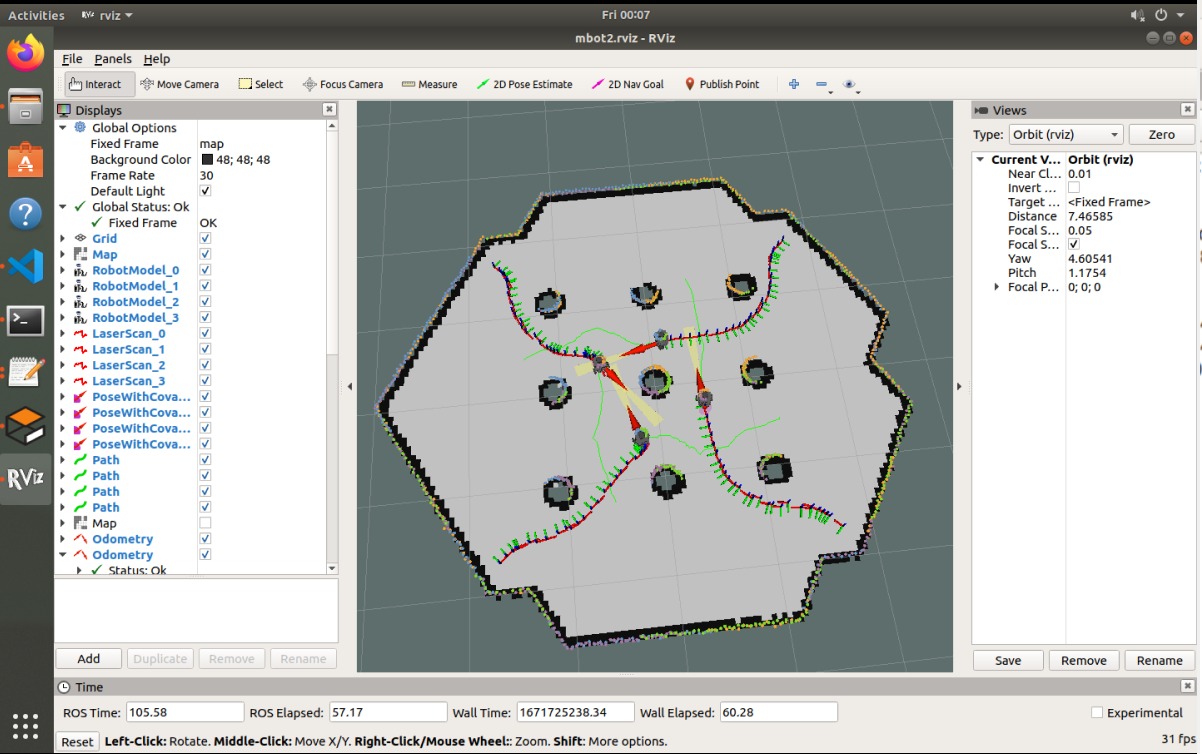 Activities RViz rviz Fri 00:07
mbot2.rviz - RViz
File Panels Help
Interact Move Camera Select Focus Camera Measure 2D Pose Estimate 2D Nav Goal Publish Point
Displays
Global Options
Fixed Frame map
Background Color 48; 48; 48
Frame Rate 30
Default Light
Global Status: Ok
Fixed Frame OK
Grid
Map
RobotModel_0
RobotModel_1
RobotModel_2
RobotModel_3
LaserScan_0
LaserScan_1
LaserScan_2
LaserScan_3
PoseWithCova...
PoseWithCova...
PoseWithCova...
PoseWithCova...
Path
Path
Path
Path
Map
Odometry
Odometry
Status: Ok
Add Duplicate Remove Rename
Views
Type: Orbit (rviz) Zero
Current V... Orbit (rviz)
Near Cl... 0.01
Invert ...
Target ... <Fixed Frame>
Distance 7.46585
Focal S... 0.05
Focal S...
Yaw 4.60541
Pitch 1.1754
Focal P... 0; 0; 0
Save Remove Rename
RViz
Time
ROS Time: 105.58 ROS Elapsed: 57.17 Wall Time: 1671725238.34 Wall Elapsed: 60.28 Experimental
Reset Left-Click: Rotate. Middle-Click: Move X/Y. Right-Click/Mouse Wheel:: Zoom. Shift: More options. 31 fps